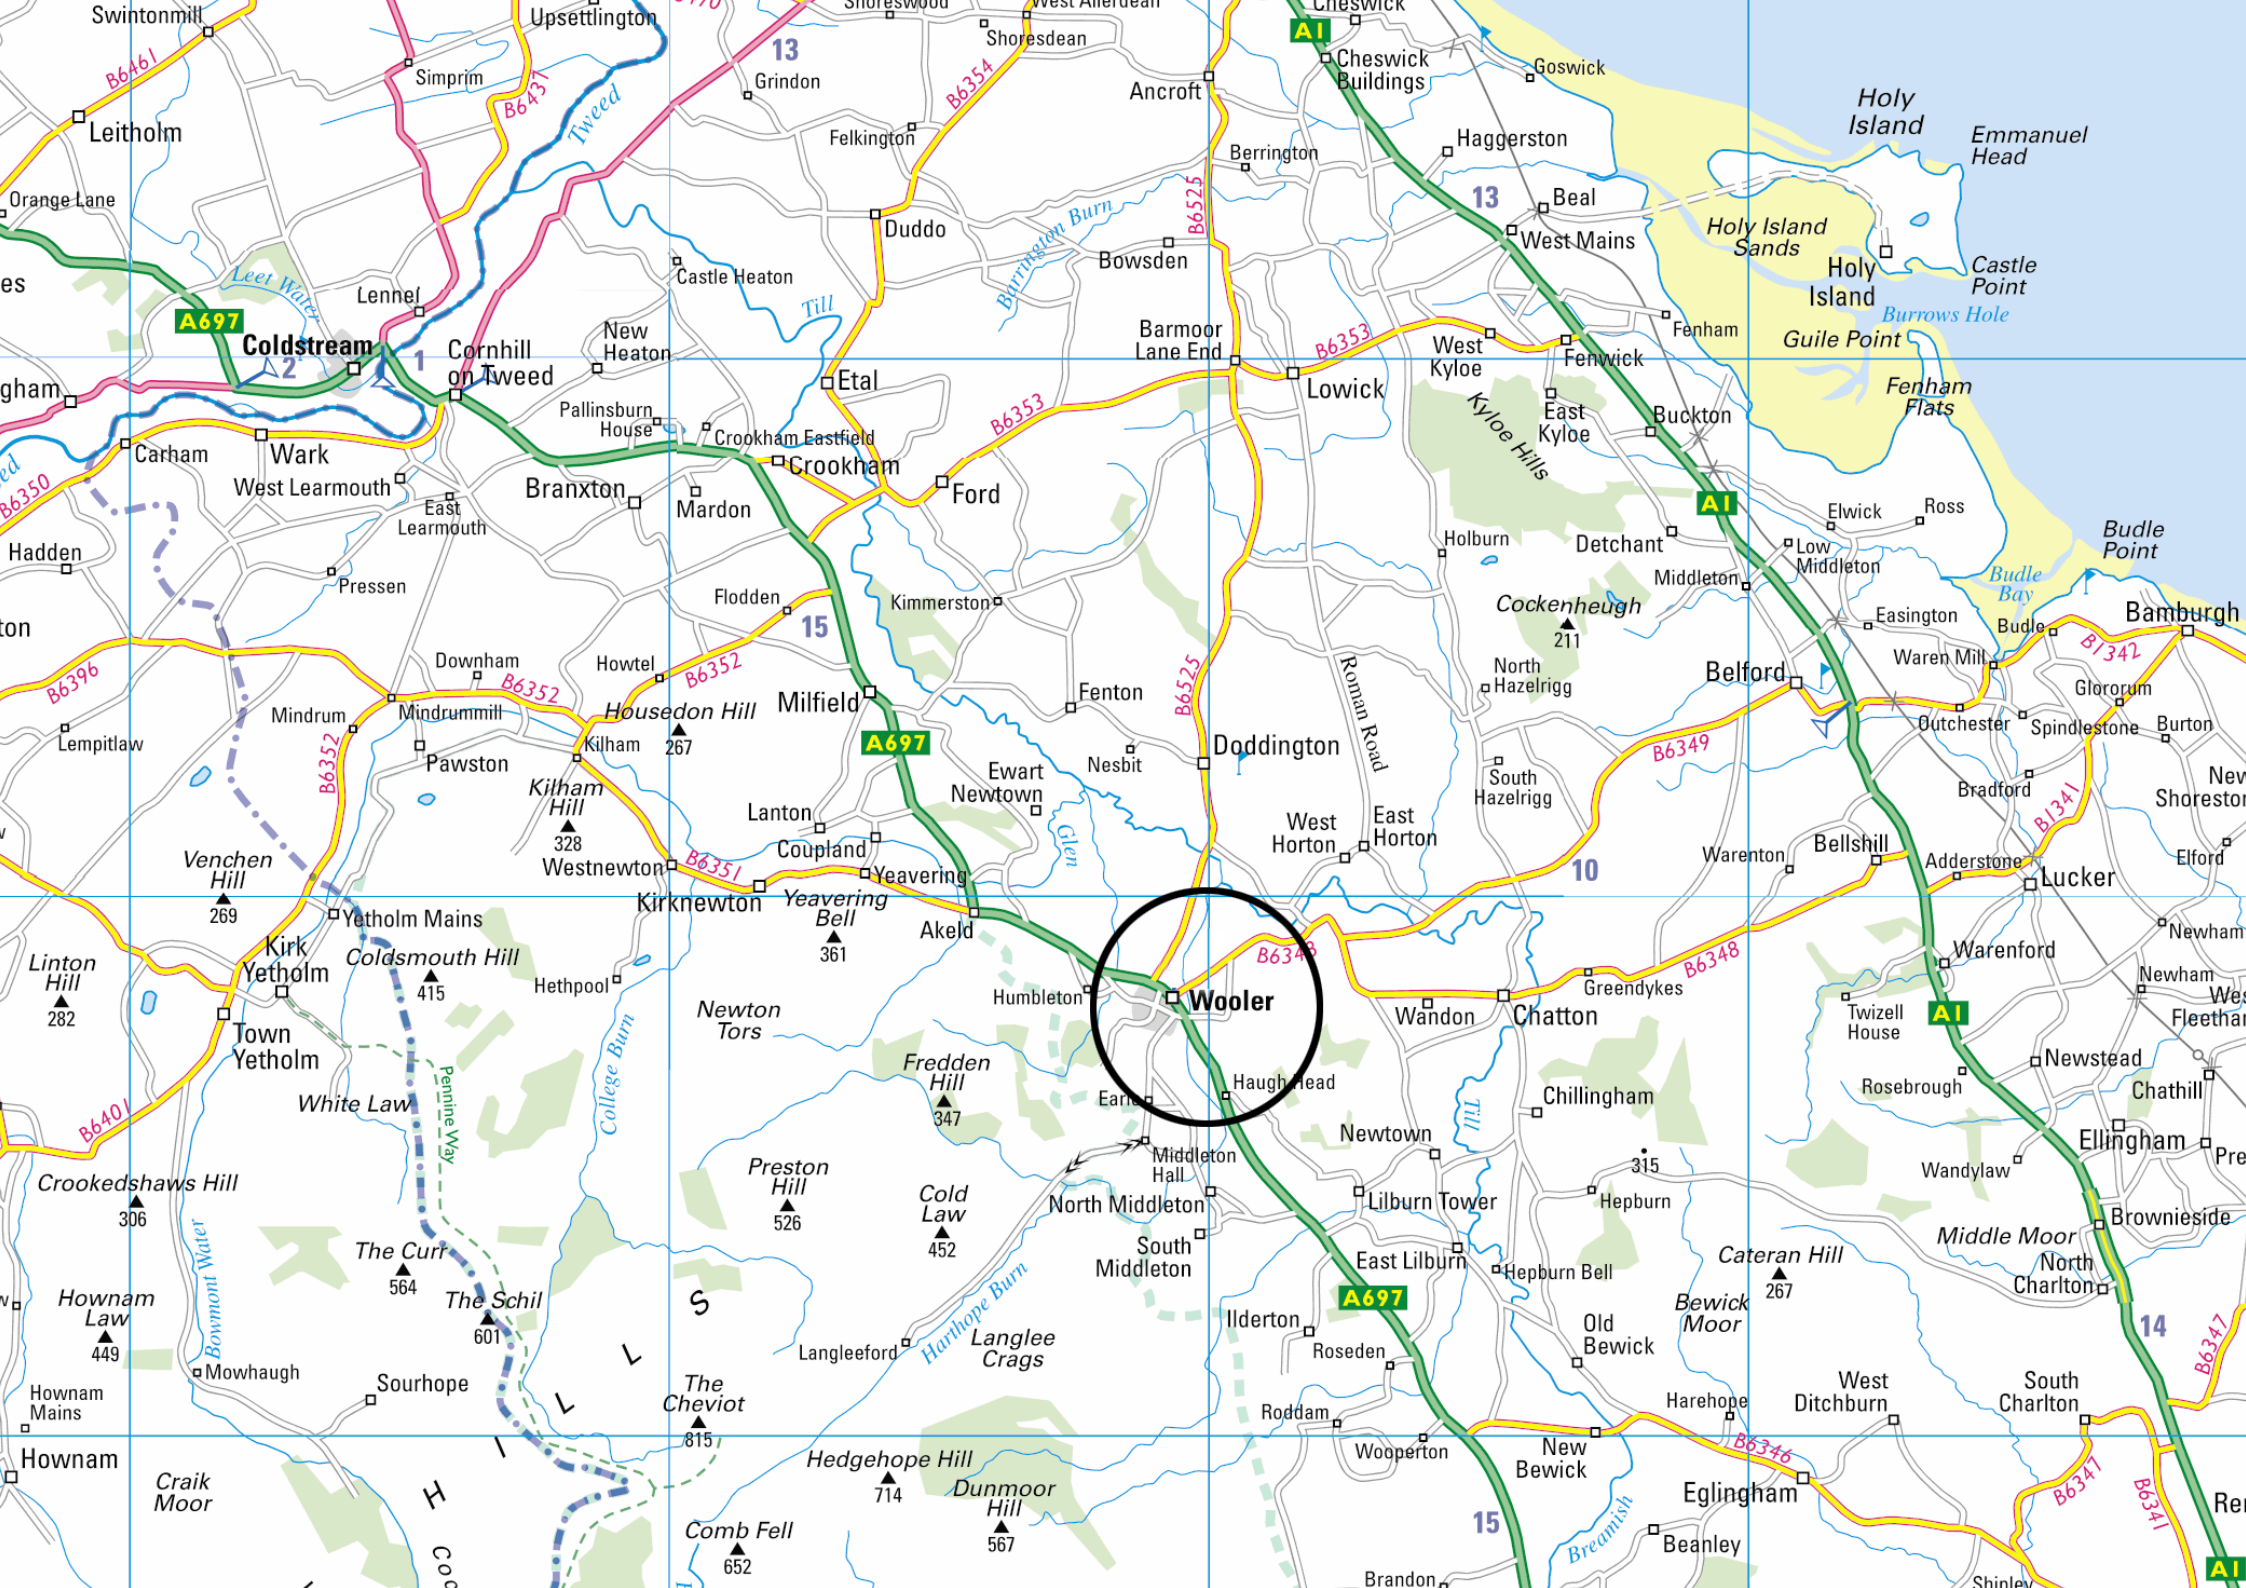 Swintonmill
Upsettlington
Shoreswood
West Allerdean
Cheswick
B6470
Shoresdean
A1
B6461
Simprim
B6437
13
Grindon
B6354
Cheswick
Buildings
Goswick
Ancroft
Leitholm
Tweed
Felkington
Haggerston
Holy
Island
Emmanuel
Head
Berrington
Orange Lane
Duddo
Barrington Burn
B6525
13
Beal
Holy Island
Sands
West Mains
Bowsden
es
Leet Water
Castle Heaton
Holy
Island
Castle
Point
Lennel
Till
A697
New
Heaton
Barmoor
Lane End
B6353
Burrows Hole
Fenham
Guile Point
Coldstream
2
1
Cornhill
on Tweed
West
Kyloe
Fenwick
gham
Etal
Lowick
Fenham
Flats
Pallinsburn
House
B6353
Kyloe Hills
East
Kyloe
Buckton
Crookham Eastfield
Carham
Wark
Crookham
ed
B6350
West Learmouth
Branxton
Ford
East
Learmouth
Mardon
A1
Elwick
Ross
Hadden
Holburn
Detchant
Low
Middleton
Budle
Point
Pressen
Middleton
Budle
Bay
Flodden
Kimmerston
Cockenheugh
211
Easington
Bamburgh
ton
15
Budle
B1342
B6396
Downham
Howtel
B6352
B6352
B6525
Roman Road
North
Hazelrigg
Belford
Waren Mill
Glororum
Milfield
Fenton
Mindrum
Mindrummill
Housedon Hill
267
Outchester
Spindlestone
Burton
Lempitlaw
B6352
Pawston
Kilham
A697
Doddington
Nesbit
B6349
Ewart
Newtown
South
Hazelrigg
Bradford
New
Shoreston
Kilham
Hill
328
Lanton
Glen
West
Horton
East
Horton
B1341
Coupland
Bellshill
Warenton
Elford
Venchen
Hill
269
Westnewton
B6351
Yeavering
10
Adderstone
Lucker
Kirknewton
Yeavering
Bell
361
Akeld
Yetholm Mains
Newham
Kirk
Yetholm
Coldsmouth Hill
415
B6348
B6348
Warenford
Linton
Hill
282
Hethpool
Humbleton
Wooler
Greendykes
Newham
Newton
Tors
Wandon
Chatton
Twizell
House
A1
Wes
Fleetham
Town
Yetholm
College Burn
Fredden
Hill
347
Newstead
Pennine Way
Haugh Head
Chillingham
Rosebrough
Chathill
White Law
Earle
Till
B6401
Newtown
Ellingham
Middleton
Hall
315
Wandylaw
Pre
Crookedshaws Hill
306
Preston
Hill
526
Cold
Law
452
North Middleton
Lilburn Tower
Hepburn
Brownieside
Bowmont Water
The Curr
564
South
Middleton
East Lilburn
Hepburn Bell
Cateran Hill
267
Middle Moor
North
Charlton
Hownam
Law
449
The Schil
601
Harthope Burn
A697
Bewick
Moor
Ilderton
Old
Bewick
14
Langleeford
Langlee
Crags
Roseden
B6347
Mowhaugh
Hownam
Mains
Sourhope
The
Cheviot
815
West
Ditchburn
South
Charlton
Harehope
Roddam
Hownam
Wooperton
New
Bewick
B6346
Craik
Moor
Hedgehope Hill
714
Dunmoor
Hill
567
Eglingham
B6347
B6341
Ren
H I L L S
Comb Fell
652
15
Breamish
Beanley
A1
Brandon
Shipley